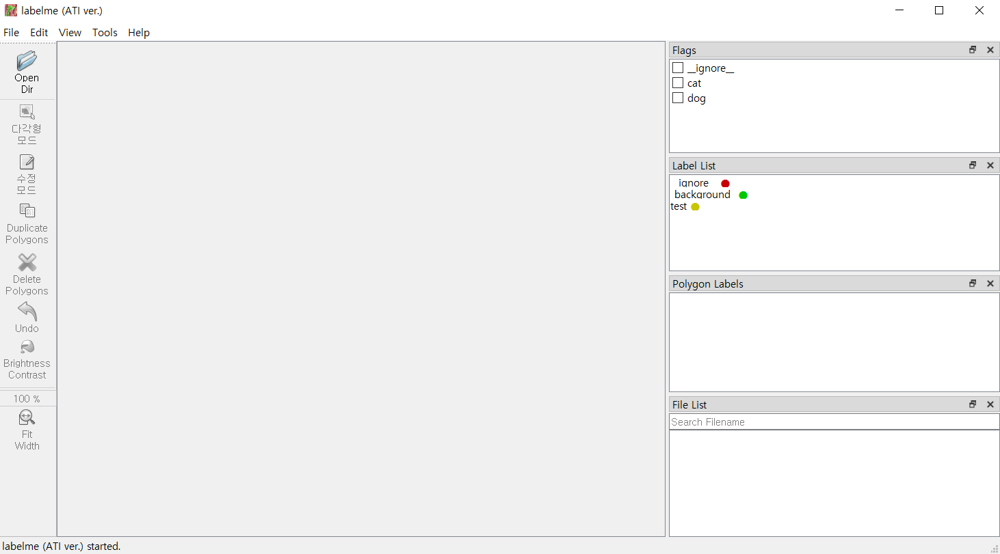 labelme (ATI ver.)
File Edit View Tools Help
Open
Dir
다각형
모드
수정
모드
Duplicate
Polygons
Delete
Polygons
Undo
Brightness
Contrast
100 %
Fit
Width
Flags
__ignore__
cat
dog
Label List
ignore
background
test
Polygon Labels
File List
Search Filename
labelme (ATI ver.) started.